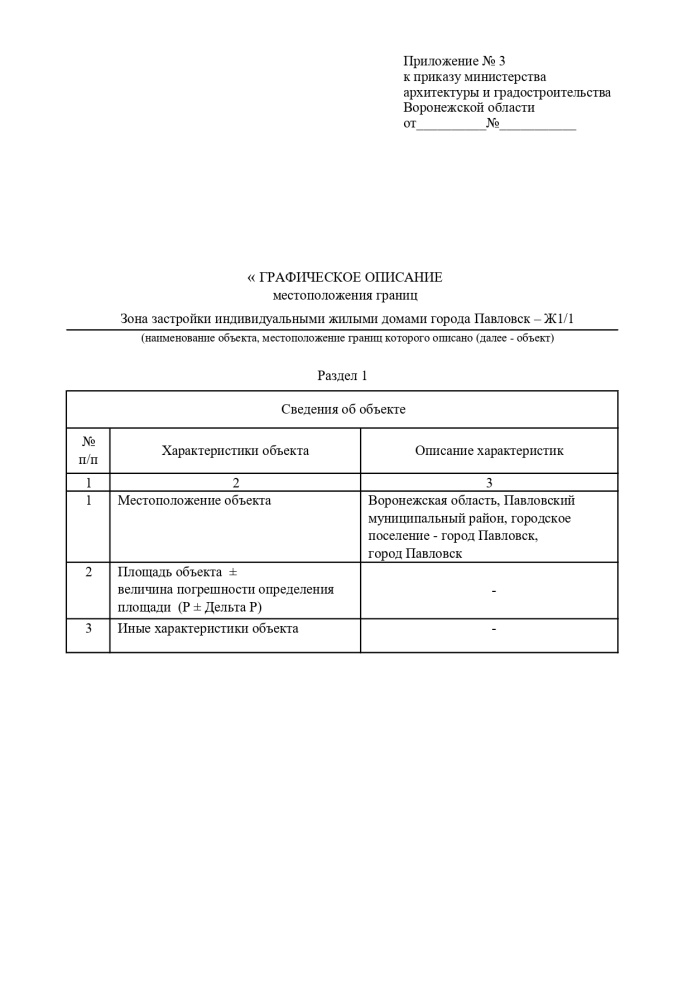 Приложение № 3
к приказу министерства
архитектуры и градостроительства
Воронежской области
от___________№____________
« ГРАФИЧЕСКОЕ ОПИСАНИЕ
местоположения границ
Зона застройки индивидуальными жилыми домами города Павловск – Ж1/1
(наименование объекта, местоположение границ которого описано (далее - объект)
Раздел 1
Сведения об объекте
№
п/п
Характеристики объекта
Описание характеристик
1
2
3
1
Местоположение объекта
Воронежская область, Павловский
муниципальный район, городское
поселение - город Павловск,
город Павловск
2
Площадь объекта ±
величина погрешности определения
площади (Р ± Дельта Р)
-
3
Иные характеристики объекта
-